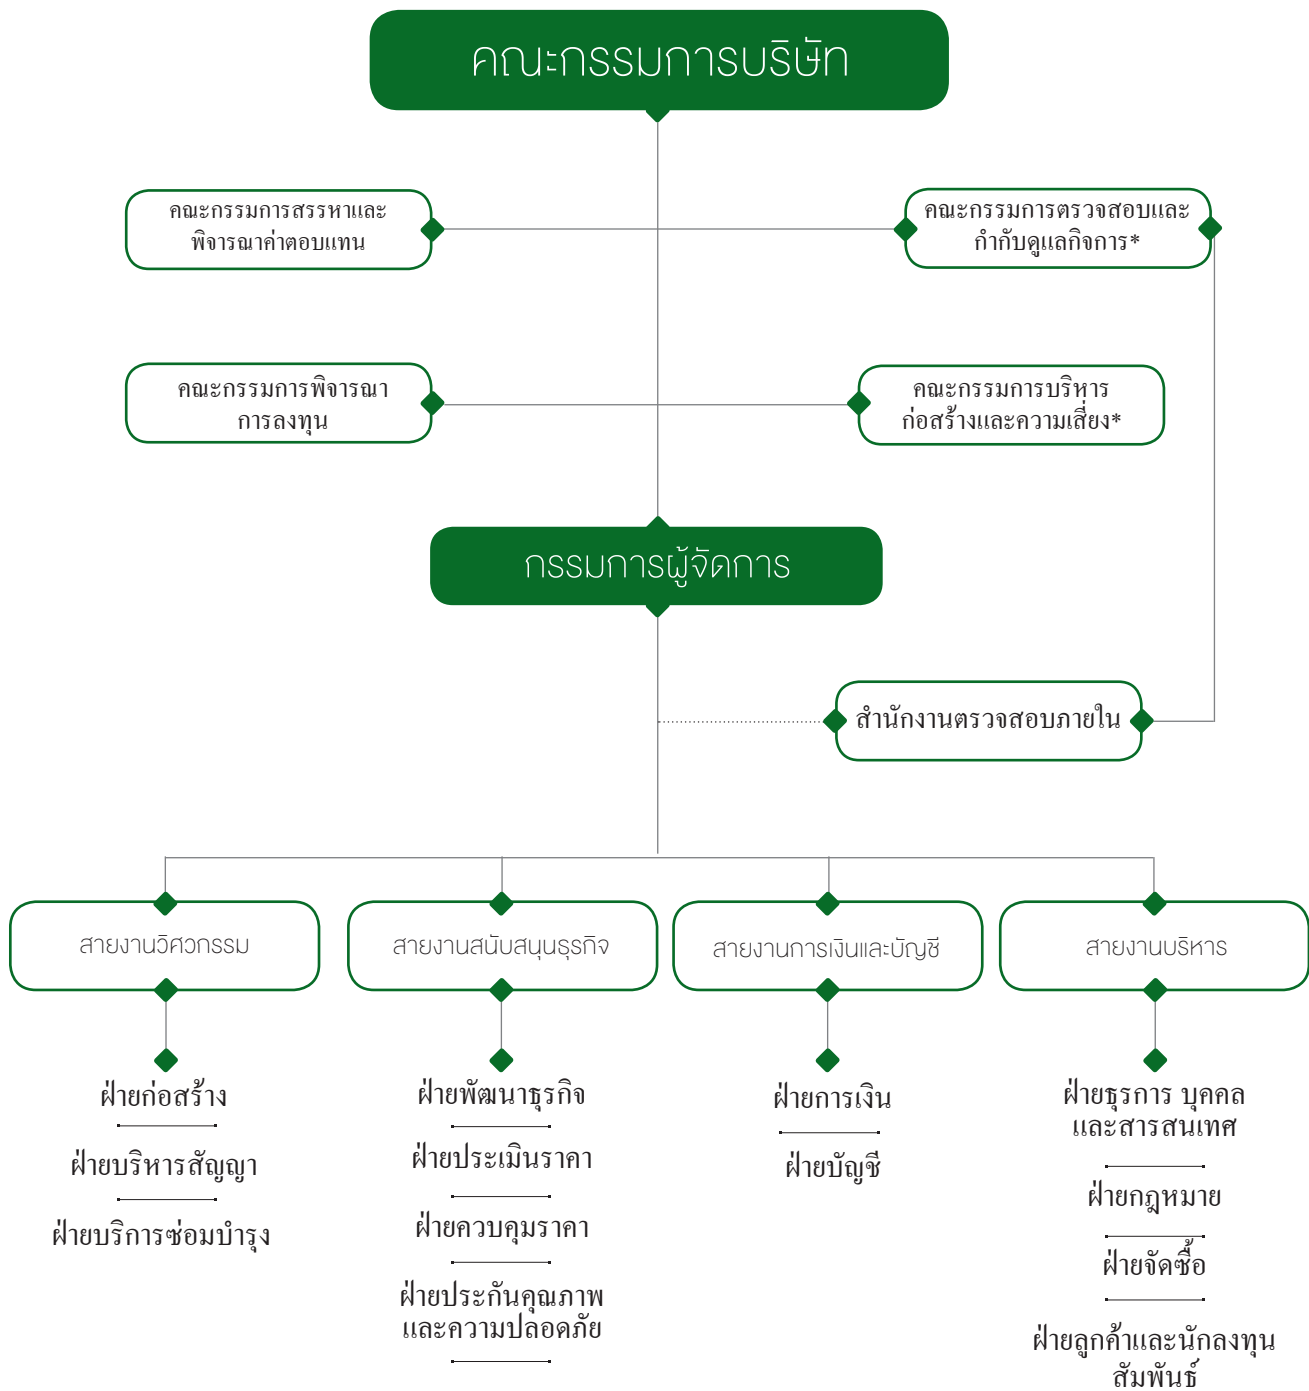 คณะกรรมการบริษัท
คณะกรรมการสรรหาและ
พิจารณาค่าตอบแทน
คณะกรรมการตรวจสอบและ
กำกับดูแลกิจการ*
คณะกรรมการพิจารณา
การลงทุน
คณะกรรมการบริหาร
ก่อสร้างและความเสี่ยง*
กรรมการผู้จัดการ
สำนักงานตรวจสอบภายใน
สายงานวิศวกรรม
สายงานสนับสนุนธุรกิจ
สายงานการเงินและบัญชี
สายงานบริหาร
ฝ่ายก่อสร้าง
ฝ่ายบริหารสัญญา
ฝ่ายบริการซ่อมบำรุง
ฝ่ายพัฒนาธุรกิจ
ฝ่ายประเมินราคา
ฝ่ายควบคุมราคา
ฝ่ายประกันคุณภาพ
และความปลอดภัย
ฝ่ายการเงิน
ฝ่ายบัญชี
ฝ่ายธุรการ บุคคล
และสารสนเทศ
ฝ่ายกฎหมาย
ฝ่ายจัดซื้อ
ฝ่ายลูกค้าและนักลงทุน
สัมพันธ์